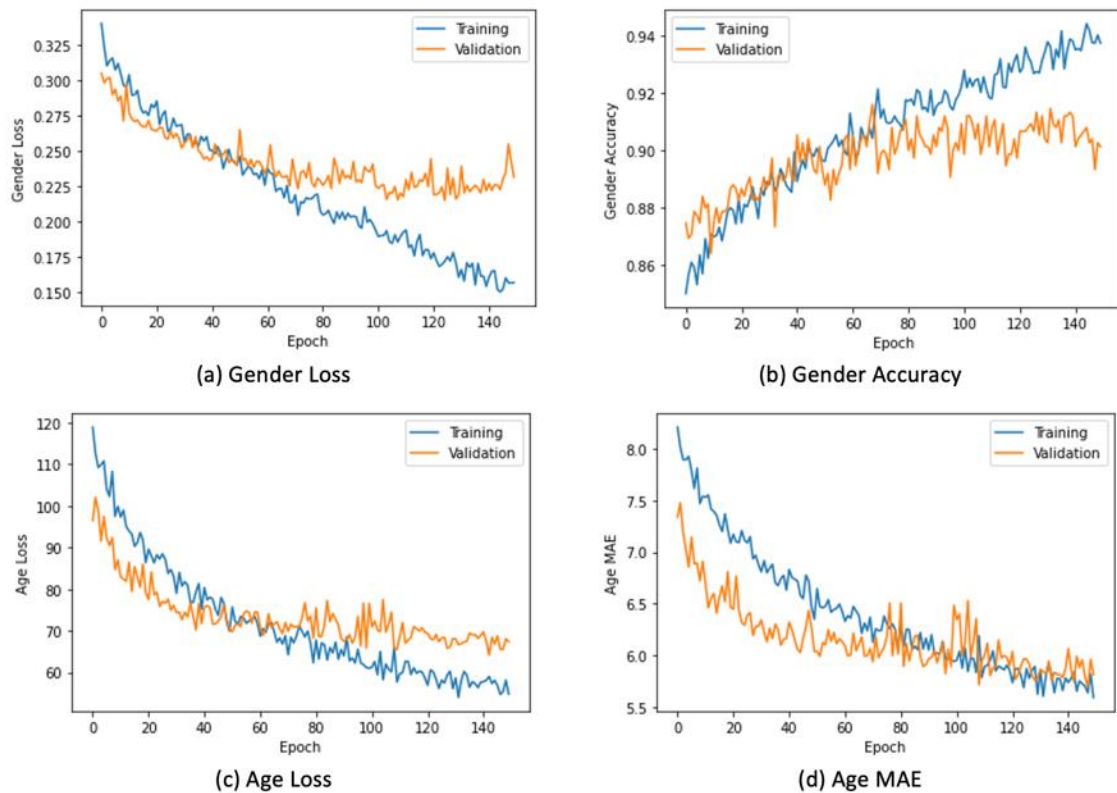 Training
Validation
0.325
0.300
0.275
0.250
0.225
0.200
0.175
0.150
Gender Loss
0 20 40 60 80 100 120 140
Epoch
(a) Gender Loss
Training
Validation
0.94
0.92
0.90
0.88
0.86
Gender Accuracy
0 20 40 60 80 100 120 140
Epoch
(b) Gender Accuracy
Training
Validation
120
110
100
90
80
70
60
Age Loss
0 20 40 60 80 100 120 140
Epoch
(c) Age Loss
Training
Validation
8.0
7.5
7.0
6.5
6.0
5.5
Age MAE
0 20 40 60 80 100 120 140
Epoch
(d) Age MAE